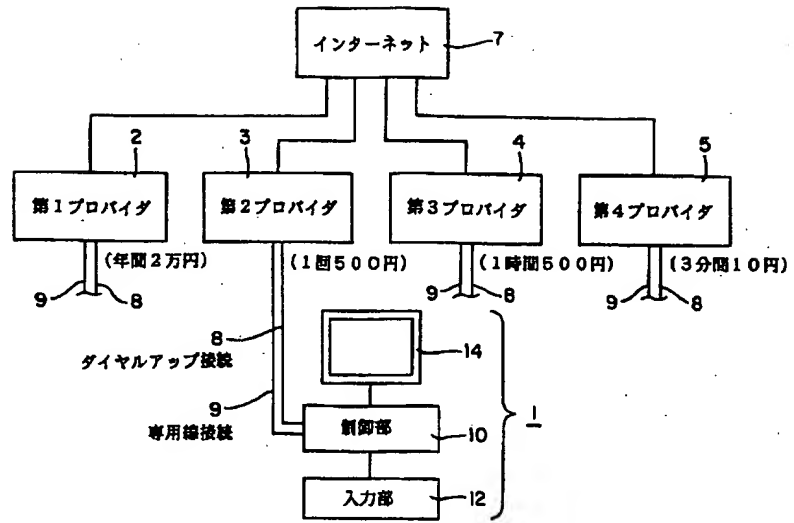 インターネット
7
2
3
4
5
第1プロバイダ
第2プロバイダ
第3プロバイダ
第4プロバイダ
(年間2万円)
(1回500円)
(1時間500円)
(3分間10円)
9
8
9
8
9
8
8
ダイヤルアップ接続
14
9
専用線接続
制御部
10
1
入力部
12